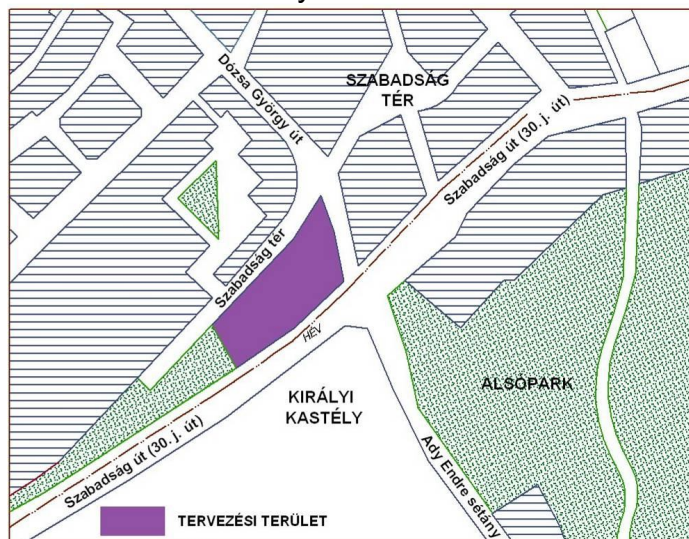 Dózsa György út
SZABADSÁG
TÉR
Szabadság út (30. j. út)
Szabadság tér
HÉV
KIRÁLYI
KASTÉLY
ALSÓPARK
Szabadság út (30. j. út)
Ady Endre sétány
TERVEZÉSI TERÜLET